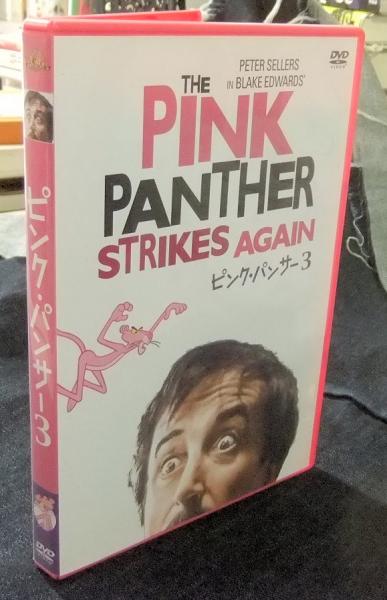 PETER SELLERS
IN BLAKE EDWARDS'
DVD
VIDEO
THE
PINK
PANTHER
STRIKES AGAIN
ピンク・パンサー3
ピンク・パンサー3
DVD